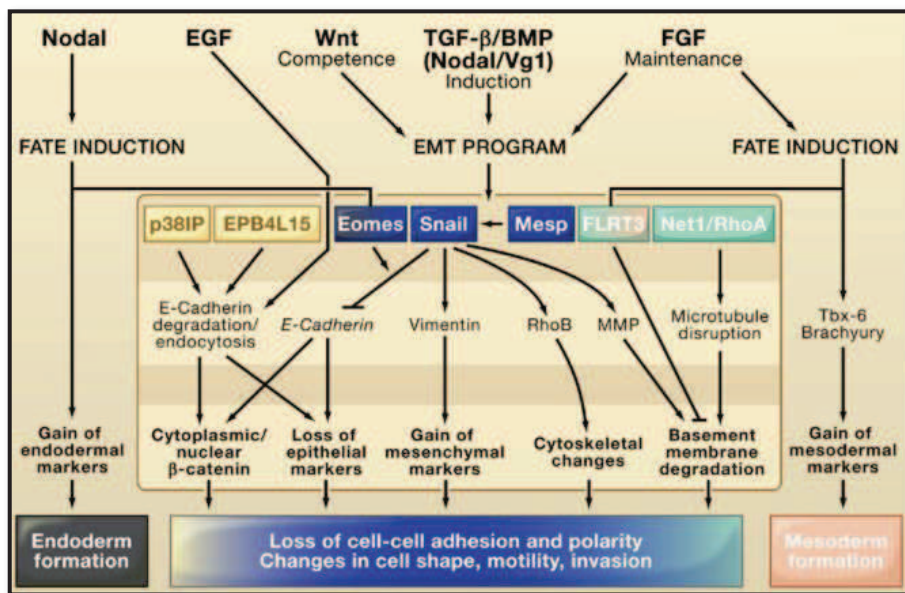 Nodal
EGF
Wnt
Competence
TGF-β/BMP
(Nodal/Vg1)
Induction
FGF
Maintenance
FATE INDUCTION
EMT PROGRAM
FATE INDUCTION
p38IP
EPB4L15
Eomes
Snail
Mesp
FLRT3
Net1/RhoA
E-Cadherin
degradation/
endocytosis
E-Cadherin
Vimentin
RhoB
MMP
Microtubule
disruption
Tbx-6
Brachyury
Gain of
endodermal
markers
Cytoplasmic/
nuclear
β-catenin
Loss of
epithelial
markers
Gain of
mesenchymal
markers
Cytoskeletal
changes
Basement
membrane
degradation
Gain of
mesodermal
markers
Endoderm
formation
Loss of cell-cell adhesion and polarity
Changes in cell shape, motility, invasion
Mesoderm
formation